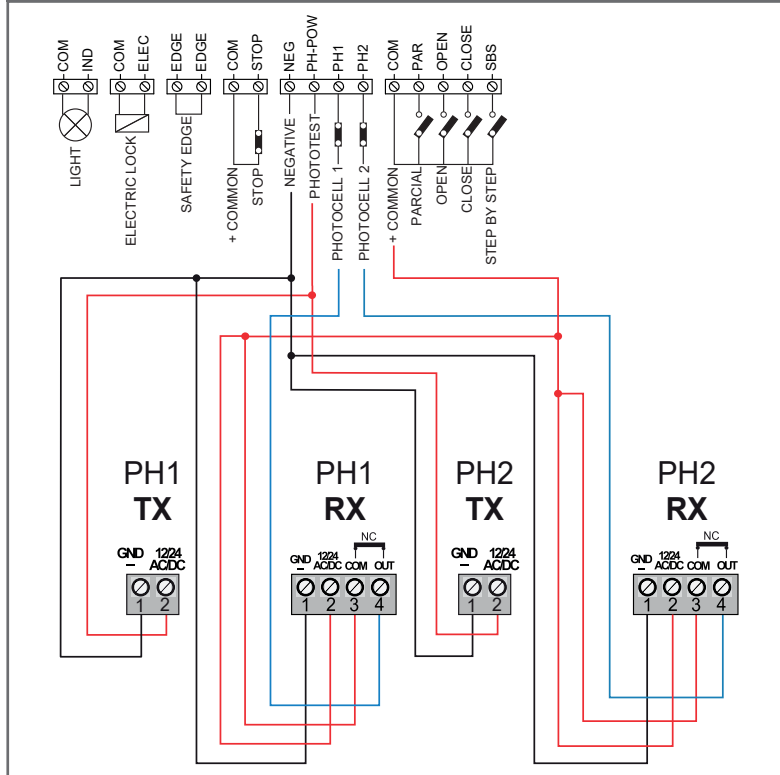 COM
IND
COM
ELEC
EDGE
EDGE
COM
STOP
NEG
PH-POW
PH1
PH2
COM
PAR
OPEN
CLOSE
SBS
LIGHT
ELECTRIC LOCK
SAFETY EDGE
+ COMMON
STOP
NEGATIVE
PHOTOTEST
PHOTOCELL 1
PHOTOCELL 2
+ COMMON
PARCIAL
OPEN
CLOSE
STEP BY STEP
PH1
TX
GND
–
12/24
AC/DC
1 2
PH1
RX
NC
GND
–
12/24
AC/DC
COM
OUT
1 2 3 4
PH2
TX
GND
–
12/24
AC/DC
1 2
PH2
RX
NC
GND
–
12/24
AC/DC
COM
OUT
1 2 3 4